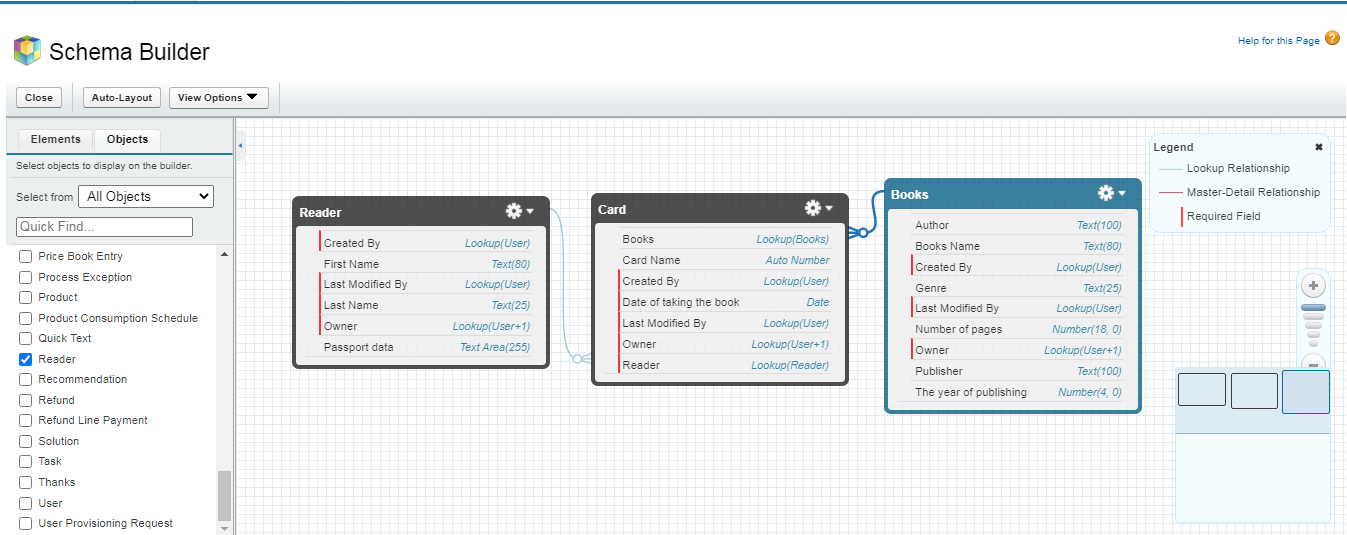 Schema Builder
Help for this Page ?
Close Auto-Layout View Options
Elements Objects
Select objects to display on the builder.
Select from All Objects
Quick Find...
Price Book Entry
Process Exception
Product
Product Consumption Schedule
Quick Text
Reader
Recommendation
Refund
Refund Line Payment
Solution
Task
Thanks
User
User Provisioning Request
Reader
Created By Lookup(User)
First Name Text(80)
Last Modified By Lookup(User)
Last Name Text(25)
Owner Lookup(User+1)
Passport data Text Area(255)
Card
Books Lookup(Books)
Card Name Auto Number
Created By Lookup(User)
Date of taking the book Date
Last Modified By Lookup(User)
Owner Lookup(User+1)
Reader Lookup(Reader)
Books
Author Text(100)
Books Name Text(80)
Created By Lookup(User)
Genre Text(25)
Last Modified By Lookup(User)
Number of pages Number(18, 0)
Owner Lookup(User+1)
Publisher Text(100)
The year of publishing Number(4, 0)
Legend
Lookup Relationship
Master-Detail Relationship
Required Field